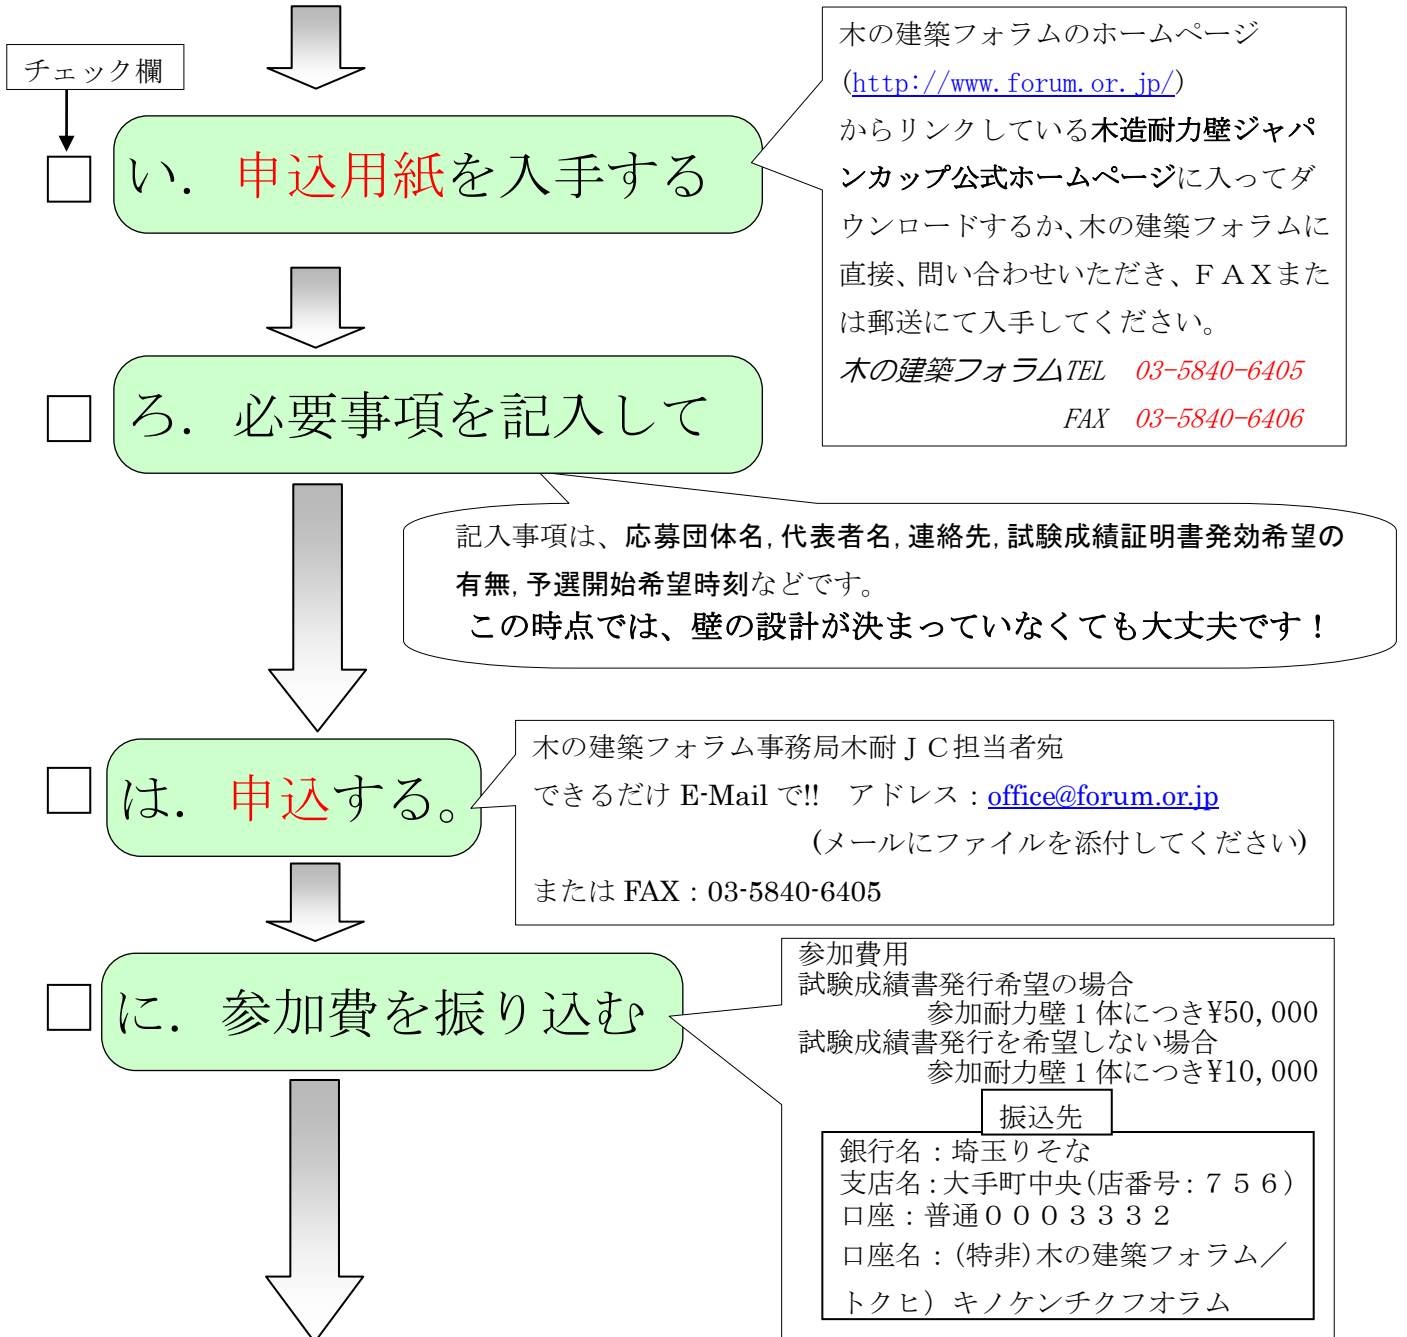 チェック欄
い．申込用紙を入手する
木の建築フォラムのホームページ
(http://www.forum.or.jp/)
からリンクしている木造耐力壁ジャパ
ンカップ公式ホームページに入ってダ
ウンロードするか、木の建築フォラムに
直接、問い合わせいただき、ＦＡＸまた
は郵送にて入手してください。
木の建築フォラムTEL　03-5840-6405
FAX　03-5840-6406
ろ．必要事項を記入して
記入事項は、応募団体名,代表者名,連絡先,試験成績証明書発効希望の
有無,予選開始希望時刻などです。
この時点では、壁の設計が決まっていなくても大丈夫です！
は．申込する。
木の建築フォラム事務局木耐ＪＣ担当者宛
できるだけ E-Mail で!!　アドレス：office@forum.or.jp
(メールにファイルを添付してください)
または FAX：03-5840-6405
に．参加費を振り込む
参加費用
試験成績書発行希望の場合
参加耐力壁１体につき¥50,000
試験成績書発行を希望しない場合
参加耐力壁１体につき¥10,000
振込先
銀行名：埼玉りそな
支店名：大手町中央(店番号：７５６)
口座：普通０００３３３２
口座名：(特非)木の建築フォラム／
トクヒ）キノケンチクフオラム